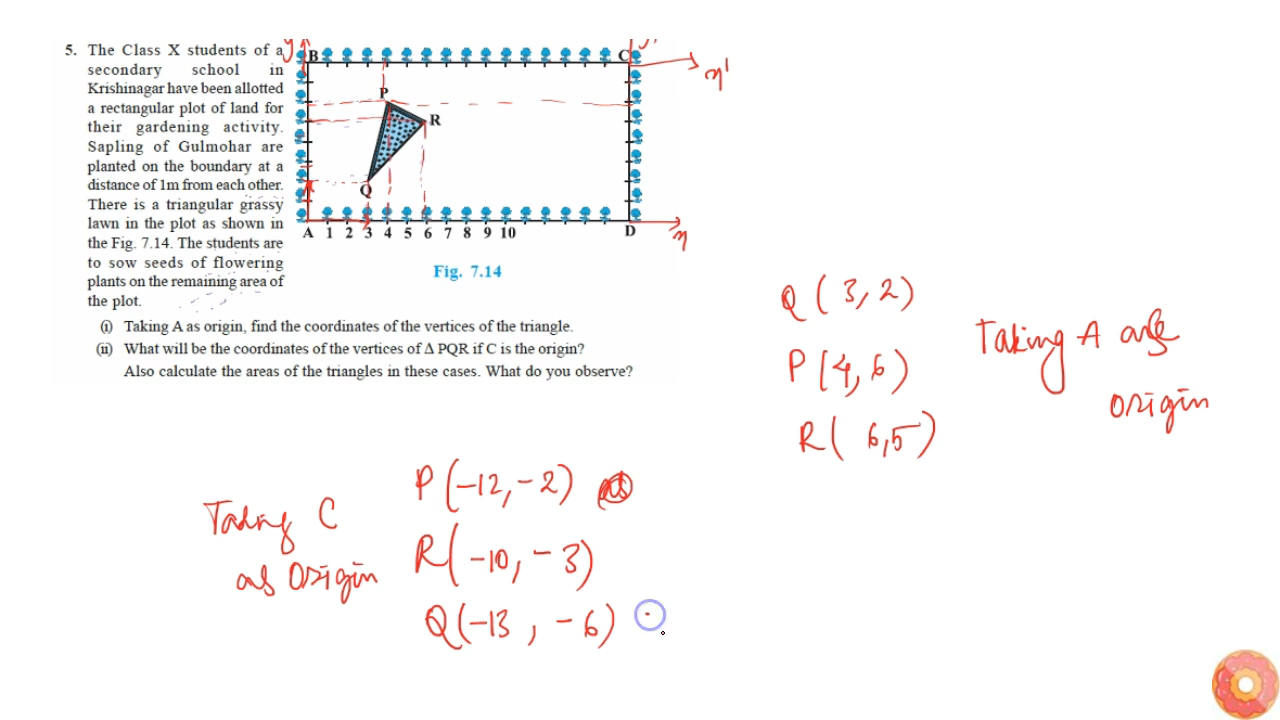 5. The Class X students of a
secondary school in
Krishinagar have been allotted
a rectangular plot of land for
their gardening activity.
Sapling of Gulmohar are
planted on the boundary at a
distance of 1m from each other.
There is a triangular grassy
lawn in the plot as shown in
the Fig. 7.14. The students are
to sow seeds of flowering
plants on the remaining area of
the plot.
B C
P
R
Q
A 1 2 3 4 5 6 7 8 9 10 D
Fig. 7.14
(i) Taking A as origin, find the coordinates of the vertices of the triangle.
(ii) What will be the coordinates of the vertices of Δ PQR if C is the origin?
Also calculate the areas of the triangles in these cases. What do you observe?
Q (3, 2)
P (4, 6)
R (6,5)
Taking A as
origin
Taking C
as origin
P (-12, -2)
R (-10, -3)
Q (-13, -6)